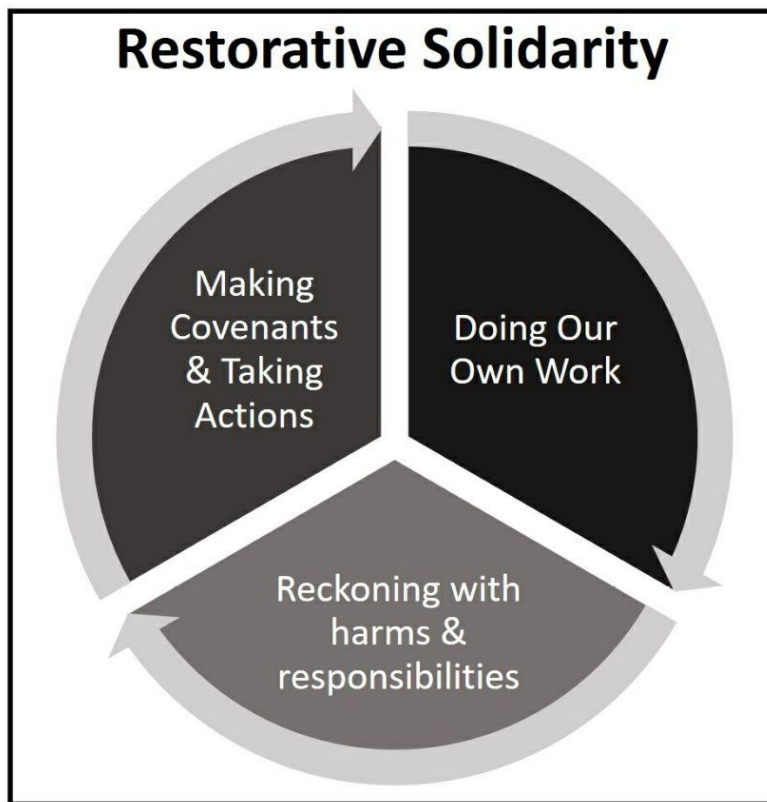 Restorative Solidarity
Making
Covenants
& Taking
Actions
Doing Our
Own Work
Reckoning with
harms &
responsibilities